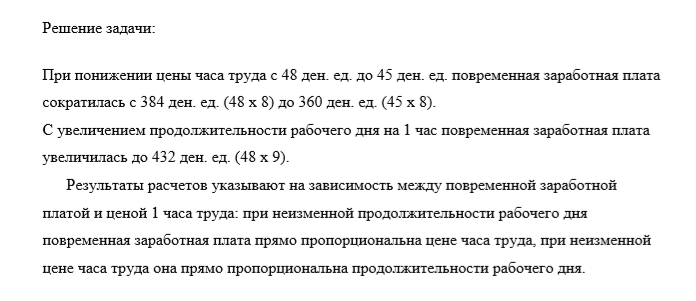 Решение задачи:
При понижении цены часа труда с 48 ден. ед. до 45 ден. ед. повременная заработная плата
сократилась с 384 ден. ед. (48 х 8) до 360 ден. ед. (45 х 8).
С увеличением продолжительности рабочего дня на 1 час повременная заработная плата
увеличилась до 432 ден. ед. (48 х 9).
Результаты расчетов указывают на зависимость между повременной заработной
платой и ценой 1 часа труда: при неизменной продолжительности рабочего дня
повременная заработная плата прямо пропорциональна цене часа труда, при неизменной
цене часа труда она прямо пропорциональна продолжительности рабочего дня.